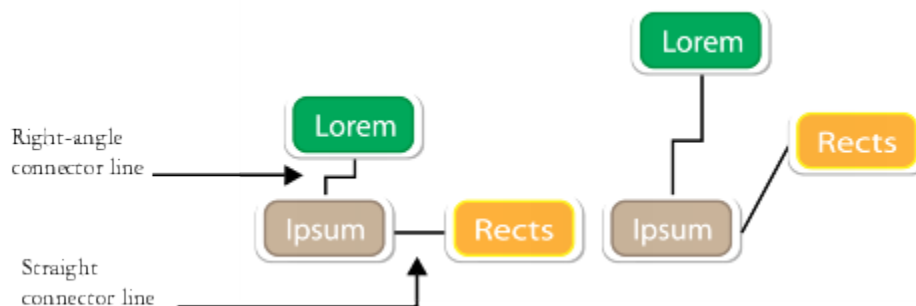 Lorem
Lorem
Right-angle
connector line
Rects
Ipsum
Rects
Ipsum
Straight
connector line